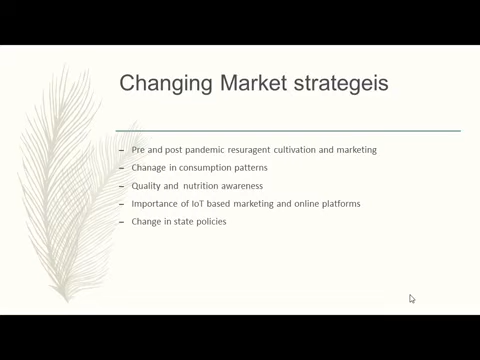 Changing Market strategeis
– Pre and post pandemic resuragent cultivation and marketing
– Chanage in consumption patterns
– Quality and nutrition awareness
– Importance of IoT based marketing and online platforms
– Change in state policies